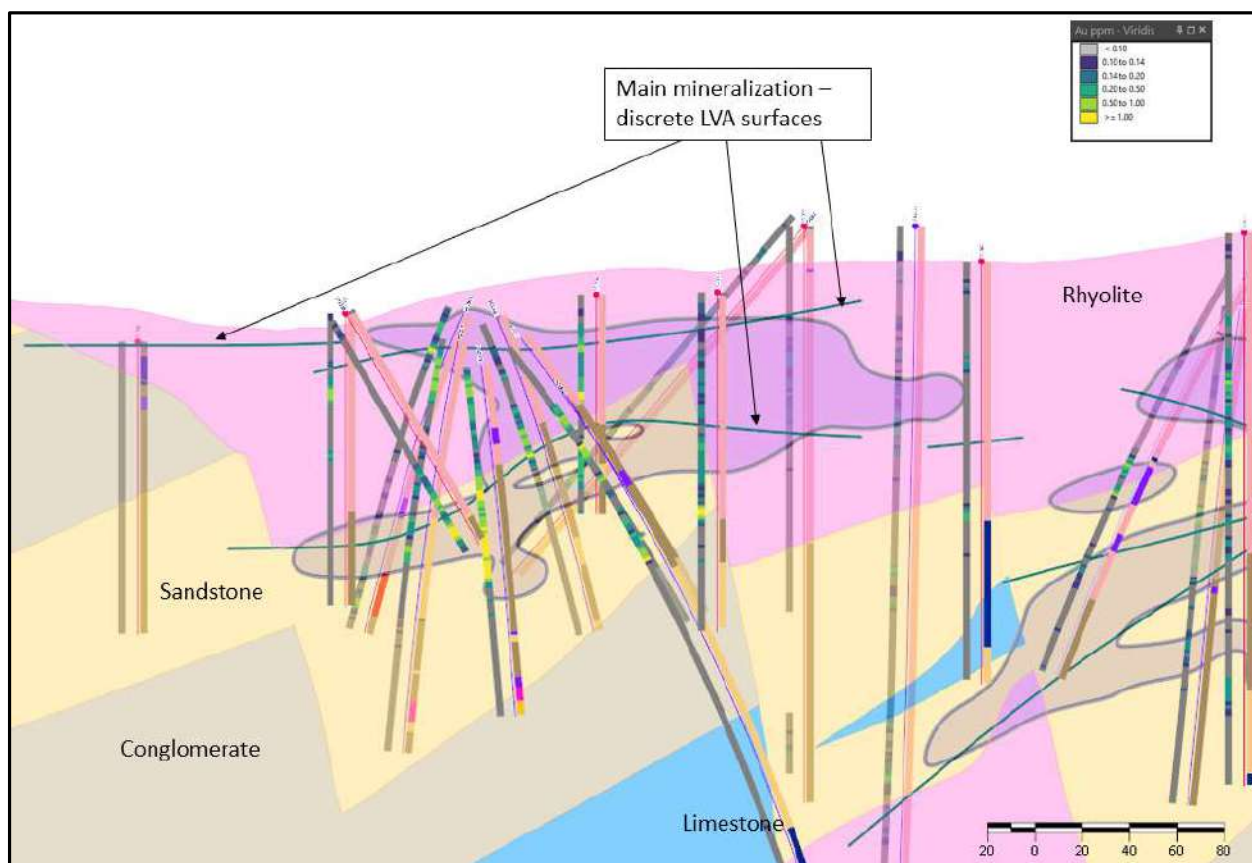 Au ppm - Viridis
< 0.10
0.10 to 0.14
0.14 to 0.20
0.20 to 0.50
0.50 to 1.00
>= 1.00
Main mineralization –
discrete LVA surfaces
Rhyolite
Sandstone
Conglomerate
Limestone
20 0 20 40 60 80